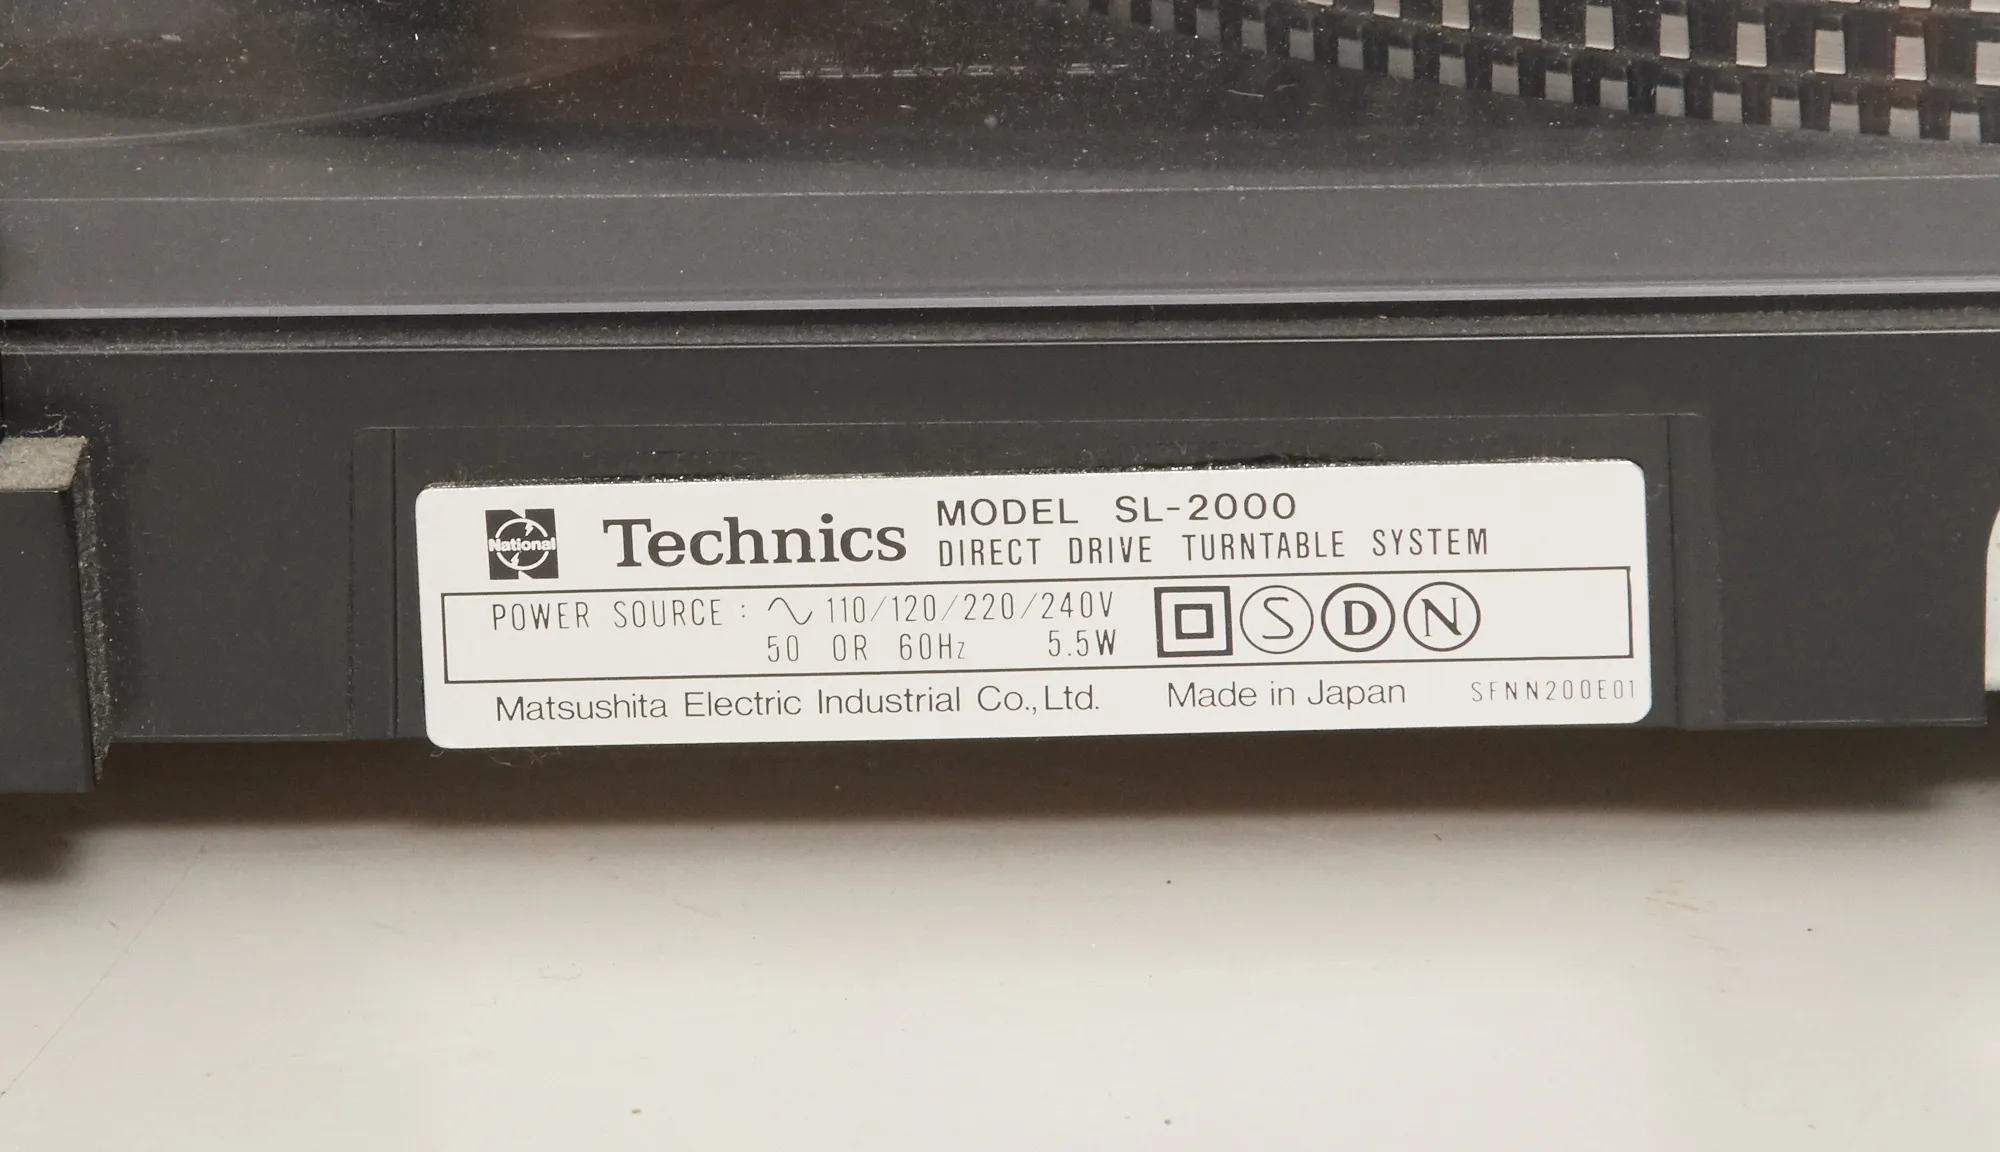 National
Technics
MODEL SL-2000
DIRECT DRIVE TURNTABLE SYSTEM
POWER SOURCE : ∿ 110/120/220/240V
50 OR 60Hz 5.5W
S D N
Matsushita Electric Industrial Co., Ltd. Made in Japan SFNN200E01